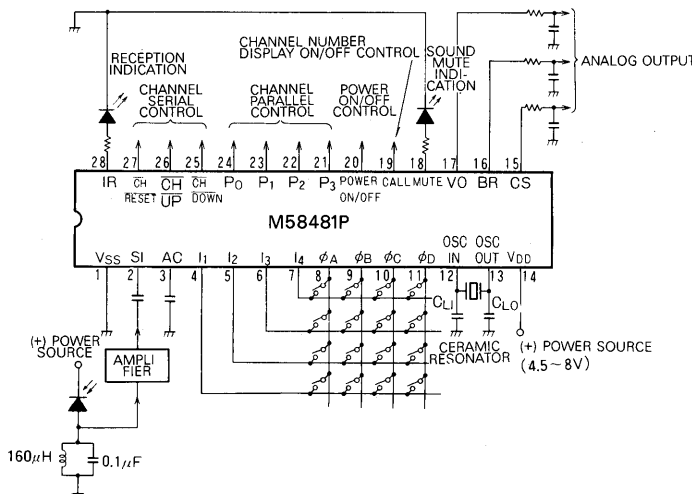 RECEPTION
INDICATION
CHANNEL
SERIAL
CONTROL
CHANNEL
PARALLEL
CONTROL
CHANNEL NUMBER
DISPLAY ON/OFF CONTROL
POWER
ON/OFF
CONTROL
SOUND
MUTE
INDI-
CATION
ANALOG OUTPUT
28 27 26 25 24 23 22 21 20 19 18 17 16 15
IR CH RESET CH UP CH DOWN P0 P1 P2 P3 POWER ON/OFF CALL MUTE VO BR CS
M58481P
VSS SI AC I1 I2 I3 I4 φA φB φC φD OSC IN OSC OUT VDD
1 2 3 4 5 6 7 8 9 10 11 12 13 14
CLI
CLO
CERAMIC
RESONATOR
(+) POWER SOURCE
(4.5~8V)
(+) POWER
SOURCE
AMPLI
FIER
160μH
0.1μF